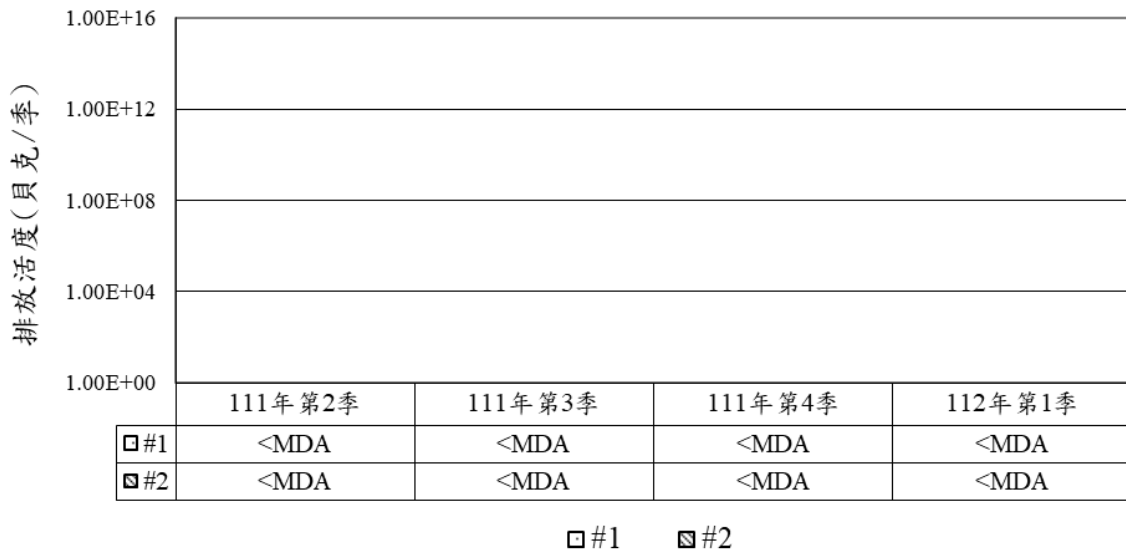 排放活度(貝克/季)
1.00E+16
1.00E+12
1.00E+08
1.00E+04
1.00E+00
111年第2季 111年第3季 111年第4季 112年第1季
#1 <MDA <MDA <MDA <MDA
#2 <MDA <MDA <MDA <MDA
#1 #2